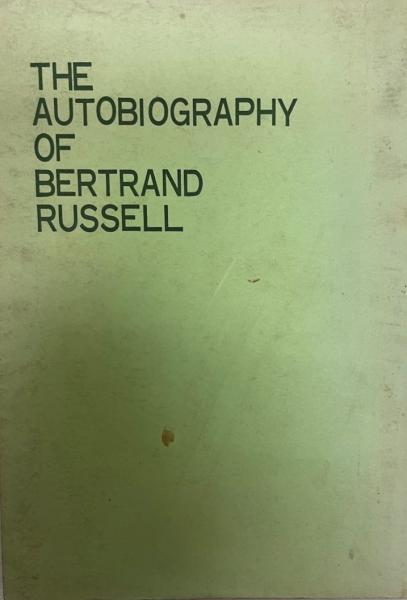 THE
AUTOBIOGRAPHY
OF
BERTRAND
RUSSELL